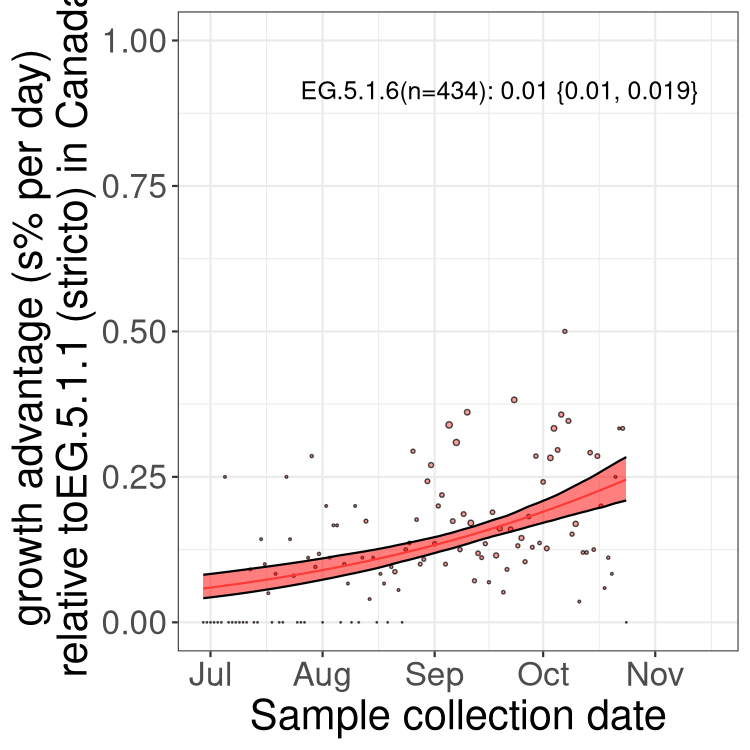 growth advantage (s% per day)
relative toEG.5.1.1 (stricto) in Canada
1.00
0.75
0.50
0.25
0.00
EG.5.1.6(n=434): 0.01 {0.01, 0.019}
Jul Aug Sep Oct Nov
Sample collection date